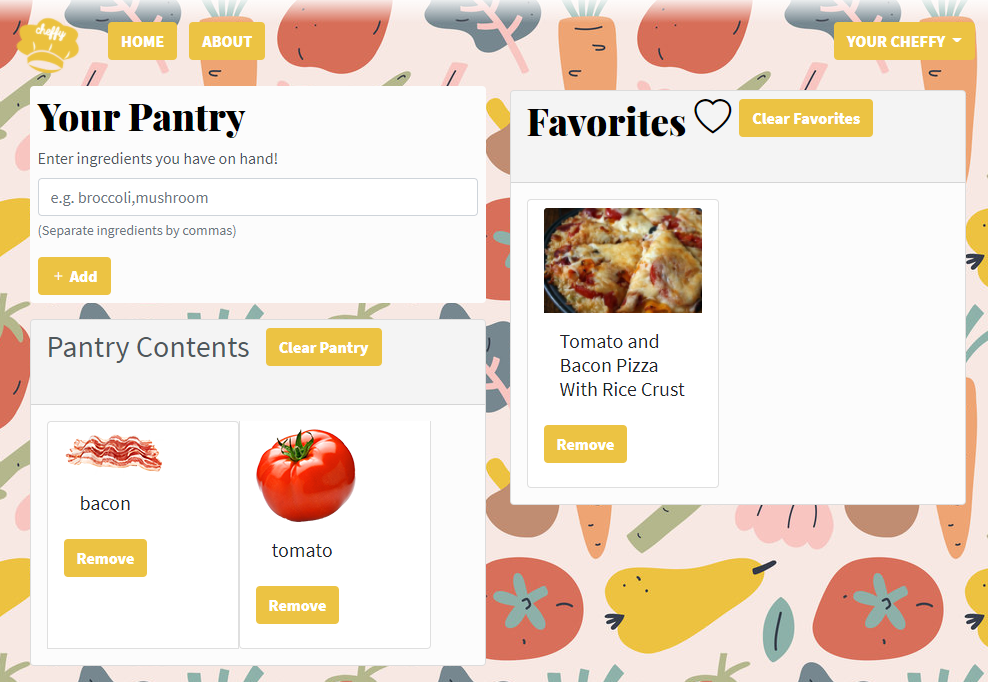 cheffy
HOME
ABOUT
YOUR CHEFFY
Your Pantry
Enter ingredients you have on hand!
e.g. broccoli,mushroom
(Separate ingredients by commas)
+ Add
Pantry Contents
Clear Pantry
bacon
Remove
tomato
Remove
Favorites
Clear Favorites
Tomato and
Bacon Pizza
With Rice Crust
Remove